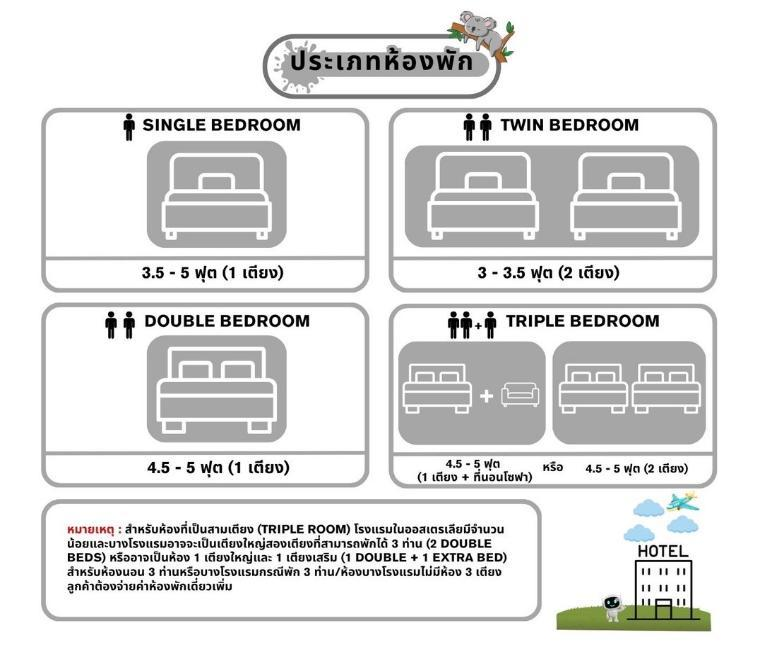 ประเภทห้องพัก
SINGLE BEDROOM
3.5 - 5 ฟุต (1 เตียง)
TWIN BEDROOM
3 - 3.5 ฟุต (2 เตียง)
DOUBLE BEDROOM
4.5 - 5 ฟุต (1 เตียง)
TRIPLE BEDROOM
+
+
4.5 - 5 ฟุต
(1 เตียง + ที่นอนโซฟา)
หรือ
4.5 - 5 ฟุต (2 เตียง)
หมายเหตุ : สำหรับห้องที่เป็นสามเตียง (TRIPLE ROOM) โรงแรมในออสเตรเลียมีจำนวน
น้อยและบางโรงแรมอาจจะเป็นเตียงใหญ่สองเตียงที่สามารถพักได้ 3 ท่าน (2 DOUBLE
BEDS) หรืออาจเป็นห้อง 1 เตียงใหญ่และ 1 เตียงเสริม (1 DOUBLE + 1 EXTRA BED)
สำหรับห้องนอน 3 ท่านหรือบางโรงแรมกรณีพัก 3 ท่าน/ห้องบางโรงแรมไม่มีห้อง 3 เตียง
ลูกค้าต้องจ่ายค่าห้องพักเดี่ยวเพิ่ม
HOTEL